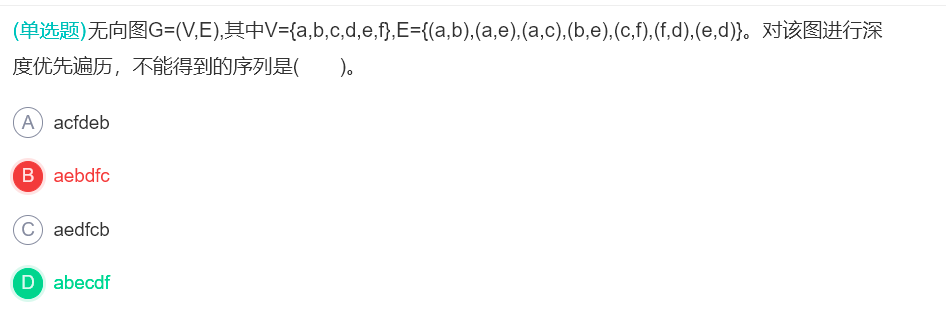 (单选题)无向图G=(V,E),其中V={a,b,c,d,e,f},E={(a,b),(a,e),(a,c),(b,e),(c,f),(f,d),(e,d)}。对该图进行深
度优先遍历，不能得到的序列是(　　)。
A acfdeb
B aebdfc
C aedfcb
D abecdf